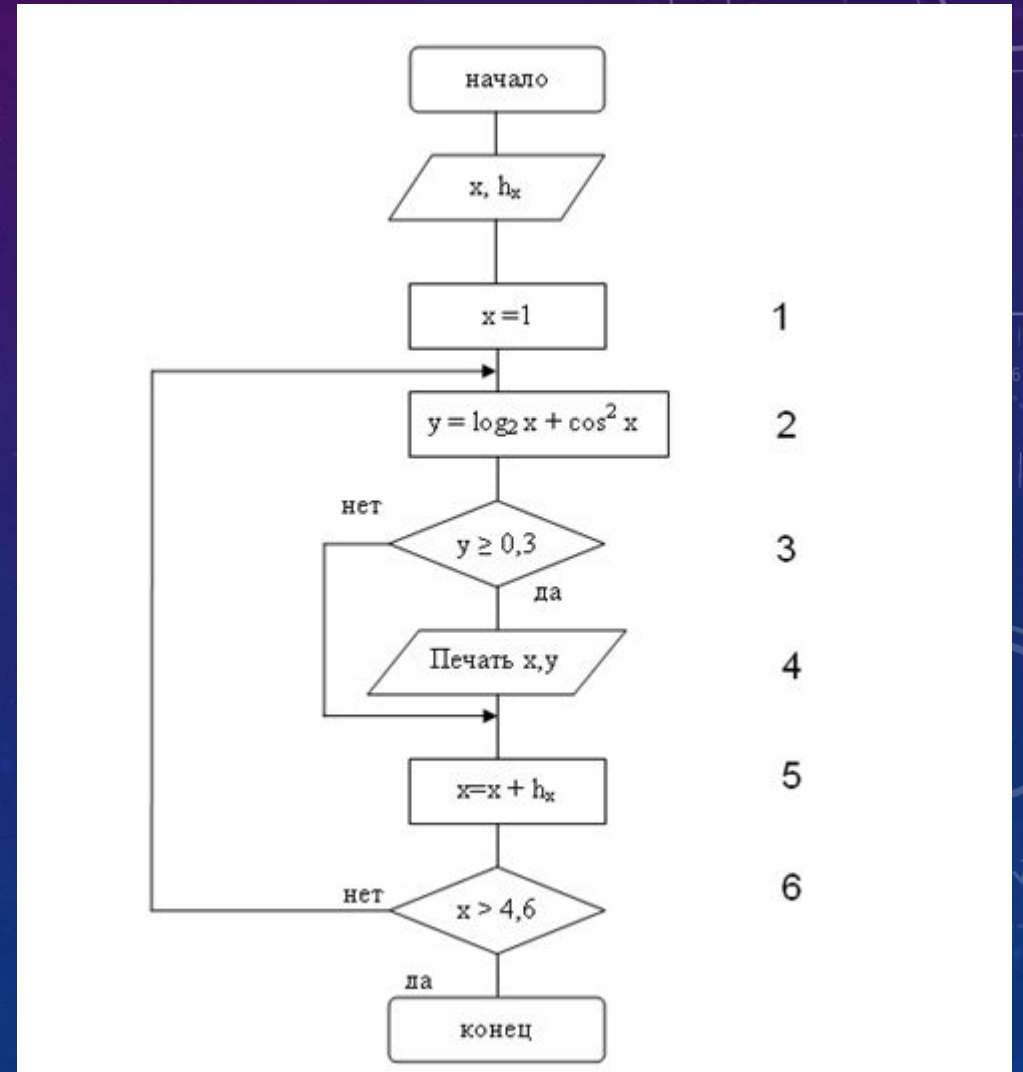 начало
x, hₓ
x =1
1
y = log₂ x + cos² x
2
нет
y ≥ 0,3
3
да
Печать x,y
4
x=x + hₓ
5
нет
x > 4,6
6
да
конец